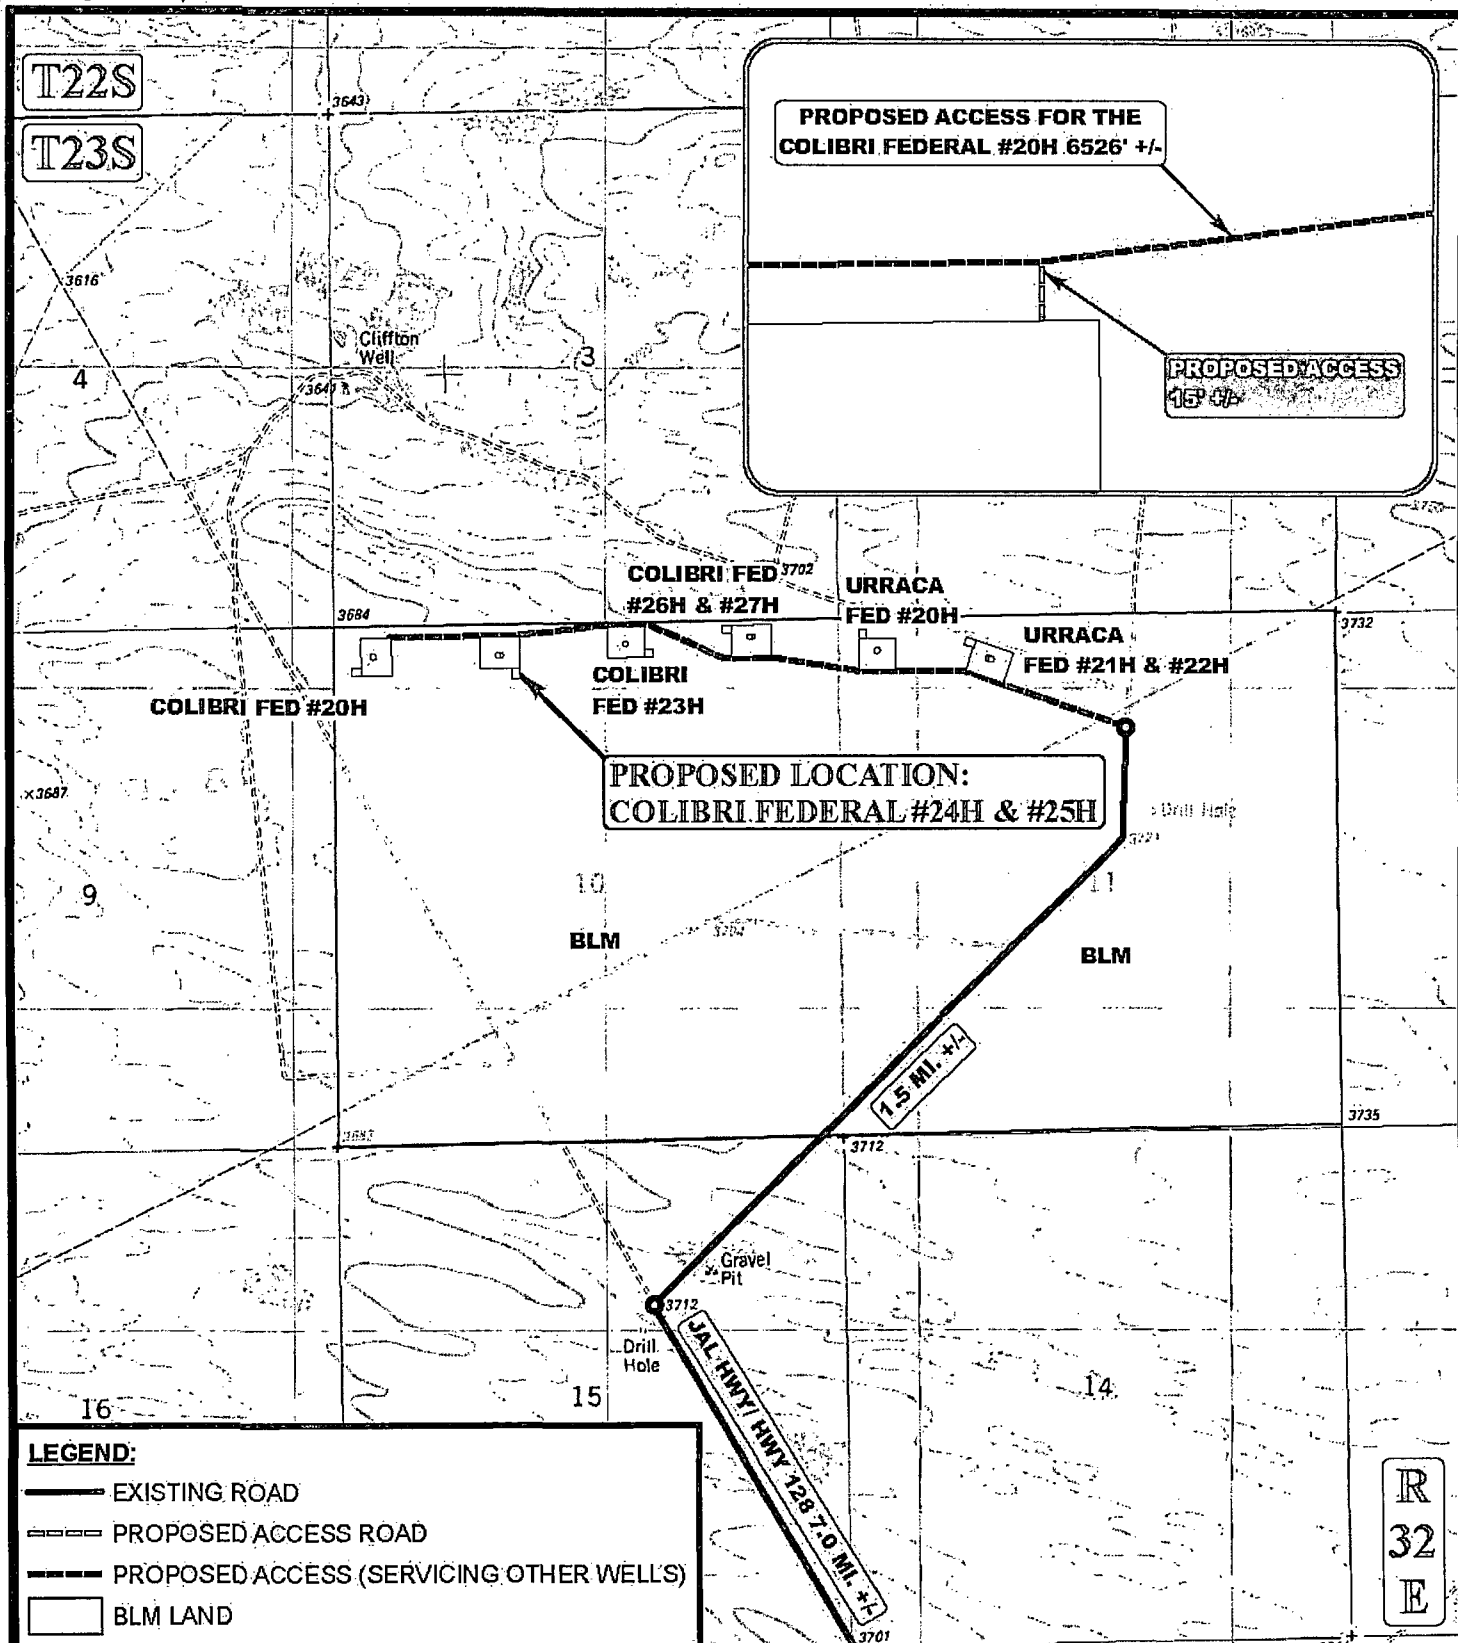 T22S
T23S
3643
PROPOSED ACCESS FOR THE
COLIBRI FEDERAL #20H 6526' +/-
PROPOSED ACCESS
15' +/-
3616
Cliffton
Well
3
4
3702
COLIBRI FED
#26H & #27H
URRACA
FED #20H
3684
3732
URRACA
FED #21H & #22H
COLIBRI
FED #23H
COLIBRI FED #20H
PROPOSED LOCATION:
COLIBRI FEDERAL #24H & #25H
×3687
Drill Hole
9
10
11
3704
BLM
BLM
1.5 MI. +/-
3683
3712
3735
Gravel
Pit
3712
Drill
Hole
JAL HWY/ HWY 128 7.0 MI. +/-
16
15
14
3701
LEGEND:
EXISTING ROAD
PROPOSED ACCESS ROAD
PROPOSED ACCESS (SERVICING OTHER WELLS)
BLM LAND
R
32
E